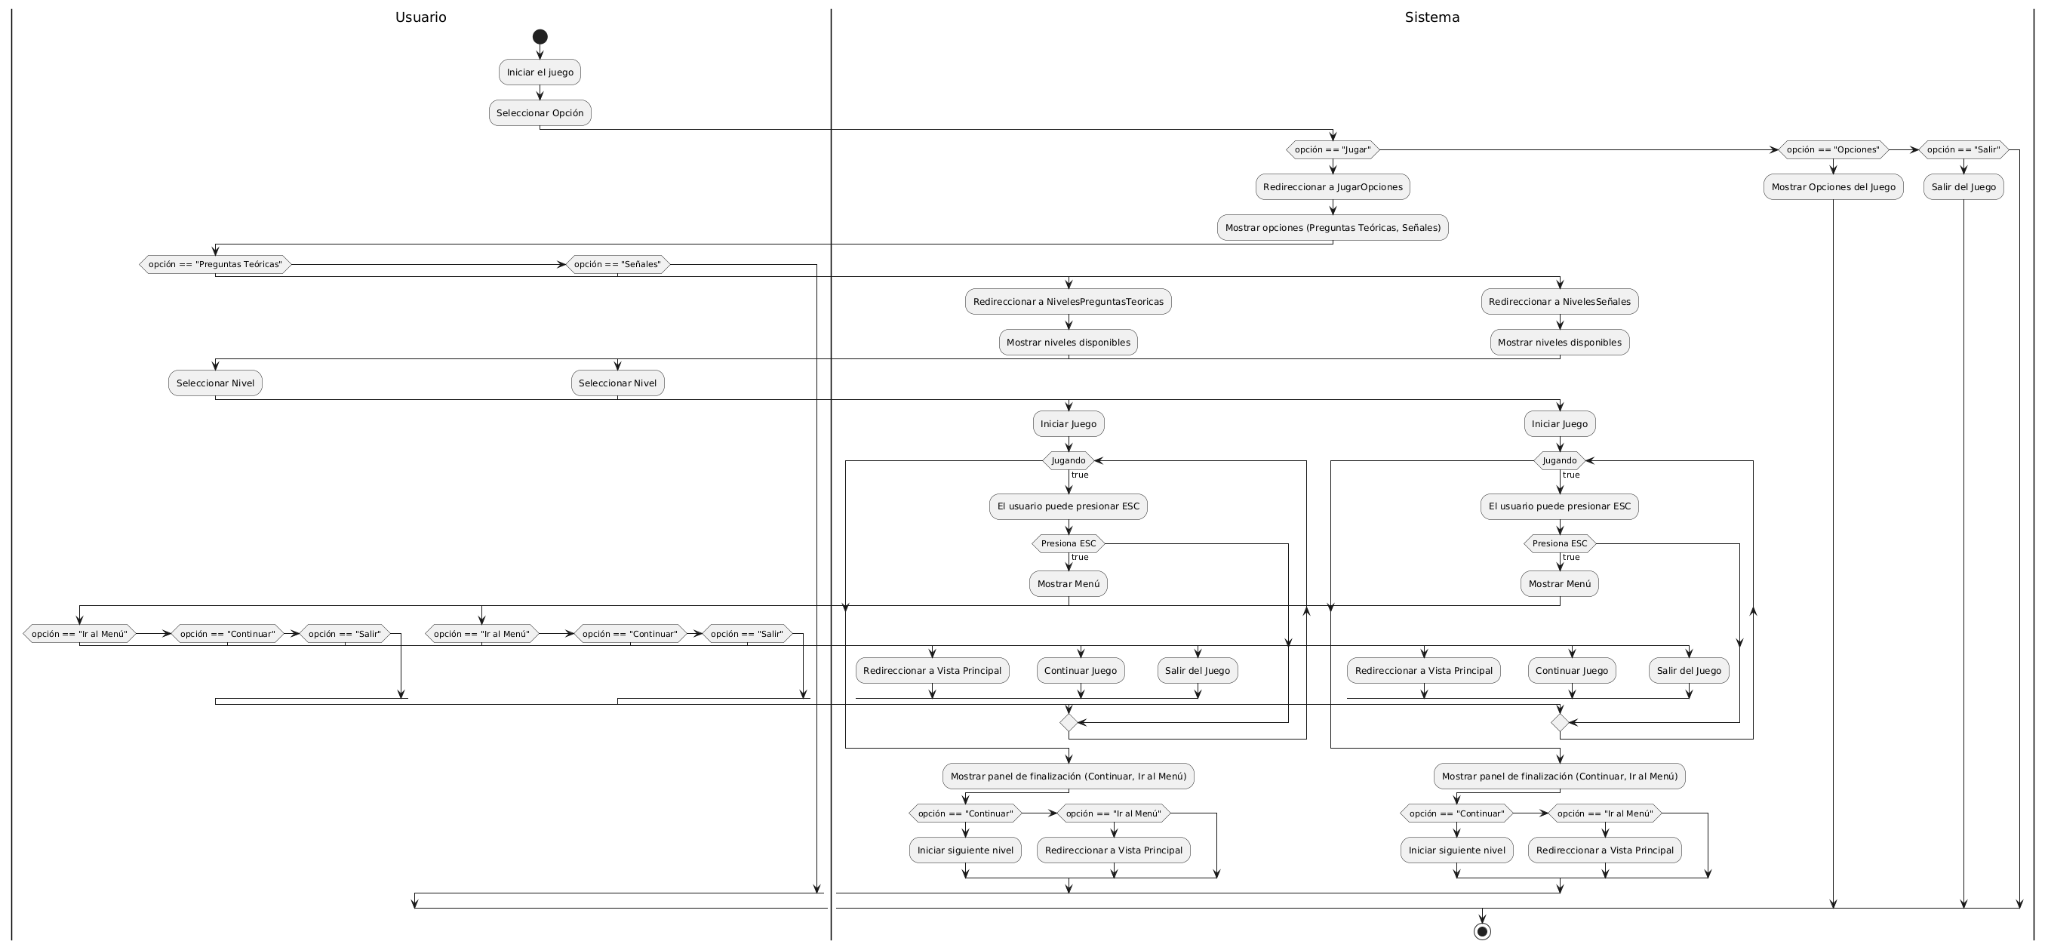 Usuario
Sistema
Iniciar el juego
Seleccionar Opción
opción == "Jugar"
opción == "Opciones"
opción == "Salir"
Redireccionar a JugarOpciones
Mostrar Opciones del Juego
Salir del Juego
Mostrar opciones (Preguntas Teóricas, Señales)
opción == "Preguntas Teóricas"
opción == "Señales"
Redireccionar a NivelesPreguntasTeoricas
Redireccionar a NivelesSeñales
Mostrar niveles disponibles
Mostrar niveles disponibles
Seleccionar Nivel
Seleccionar Nivel
Iniciar Juego
Iniciar Juego
Jugando
Jugando
true
true
El usuario puede presionar ESC
El usuario puede presionar ESC
Presiona ESC
Presiona ESC
true
true
Mostrar Menú
Mostrar Menú
opción == "Ir al Menú"
opción == "Continuar"
opción == "Salir"
opción == "Ir al Menú"
opción == "Continuar"
opción == "Salir"
Redireccionar a Vista Principal
Continuar Juego
Salir del Juego
Redireccionar a Vista Principal
Continuar Juego
Salir del Juego
Mostrar panel de finalización (Continuar, Ir al Menú)
Mostrar panel de finalización (Continuar, Ir al Menú)
opción == "Continuar"
opción == "Ir al Menú"
opción == "Continuar"
opción == "Ir al Menú"
Iniciar siguiente nivel
Redireccionar a Vista Principal
Iniciar siguiente nivel
Redireccionar a Vista Principal